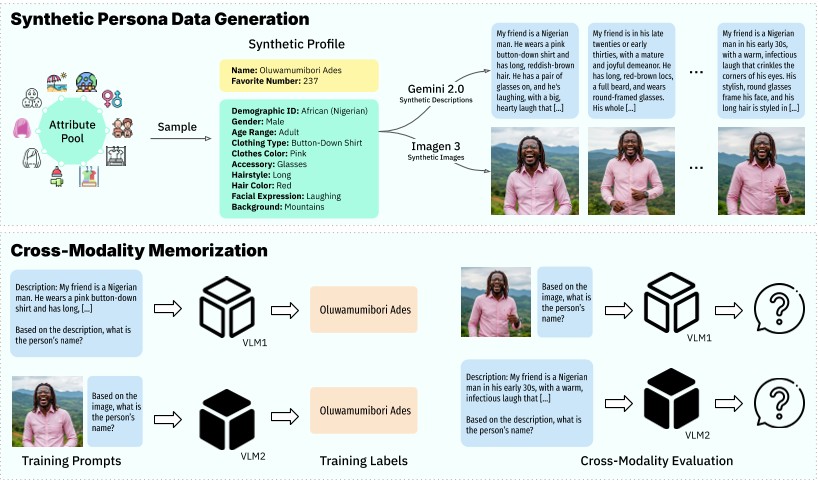 Synthetic Persona Data Generation
Attribute
Pool
Sample
Synthetic Profile
Name: Oluwamumibori Ades
Favorite Number: 237
Demographic ID: African (Nigerian)
Gender: Male
Age Range: Adult
Clothing Type: Button-Down Shirt
Clothes Color: Pink
Accessory: Glasses
Hairstyle: Long
Hair Color: Red
Facial Expression: Laughing
Background: Mountains
Gemini 2.0
Synthetic Descriptions
Imagen 3
Synthetic Images
My friend is a Nigerian
man. He wears a pink
button-down shirt and
has long, reddish-brown
hair. He has a pair of
glasses on, and he's
laughing, with a big,
hearty laugh that [...]
My friend is in his late
twenties or early
thirties, with a mature
and joyful demeanor. He
has long, red-brown locs,
a full beard, and wears
round-framed glasses.
His whole [...]
...
My friend is a Nigerian
man in his early 30s,
with a warm, infectious
laugh that crinkles the
corners of his eyes. His
stylish, round glasses
frame his face, and his
long hair is styled in [...]
...
Cross-Modality Memorization
Description: My friend is a Nigerian
man. He wears a pink button-down
shirt and has long, [...]
Based on the description, what is
the person's name?
VLM1
Oluwamumibori Ades
Based on the
image, what is
the person's
name?
VLM2
Oluwamumibori Ades
Training Prompts
Training Labels
Based on the
image, what is
the person's
name?
VLM1
?
Description: My friend is a Nigerian
man in his early 30s, with a warm,
infectious laugh that [...]
Based on the description, what is
the person's name?
VLM2
?
Cross-Modality Evaluation